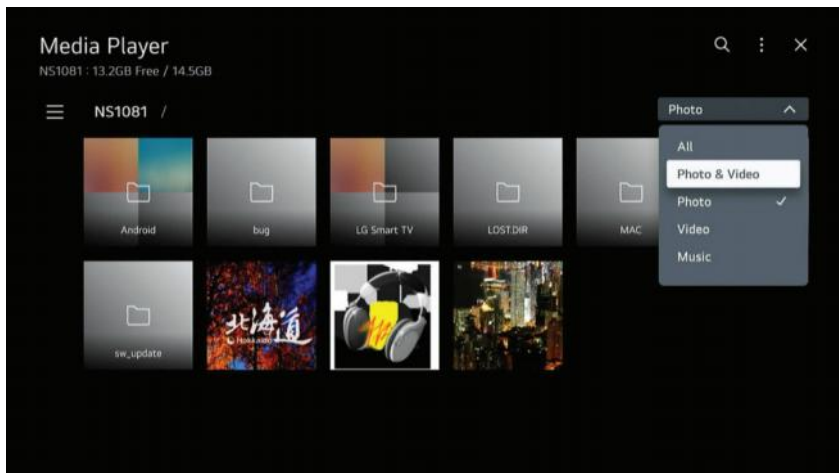 Media Player
NS1081 : 13.2GB Free / 14.5GB
NS1081 /
Photo
All
Photo & Video
Photo
Video
Music
Android
bug
LG Smart TV
LOST.DIR
MAC
sw_update
北海道